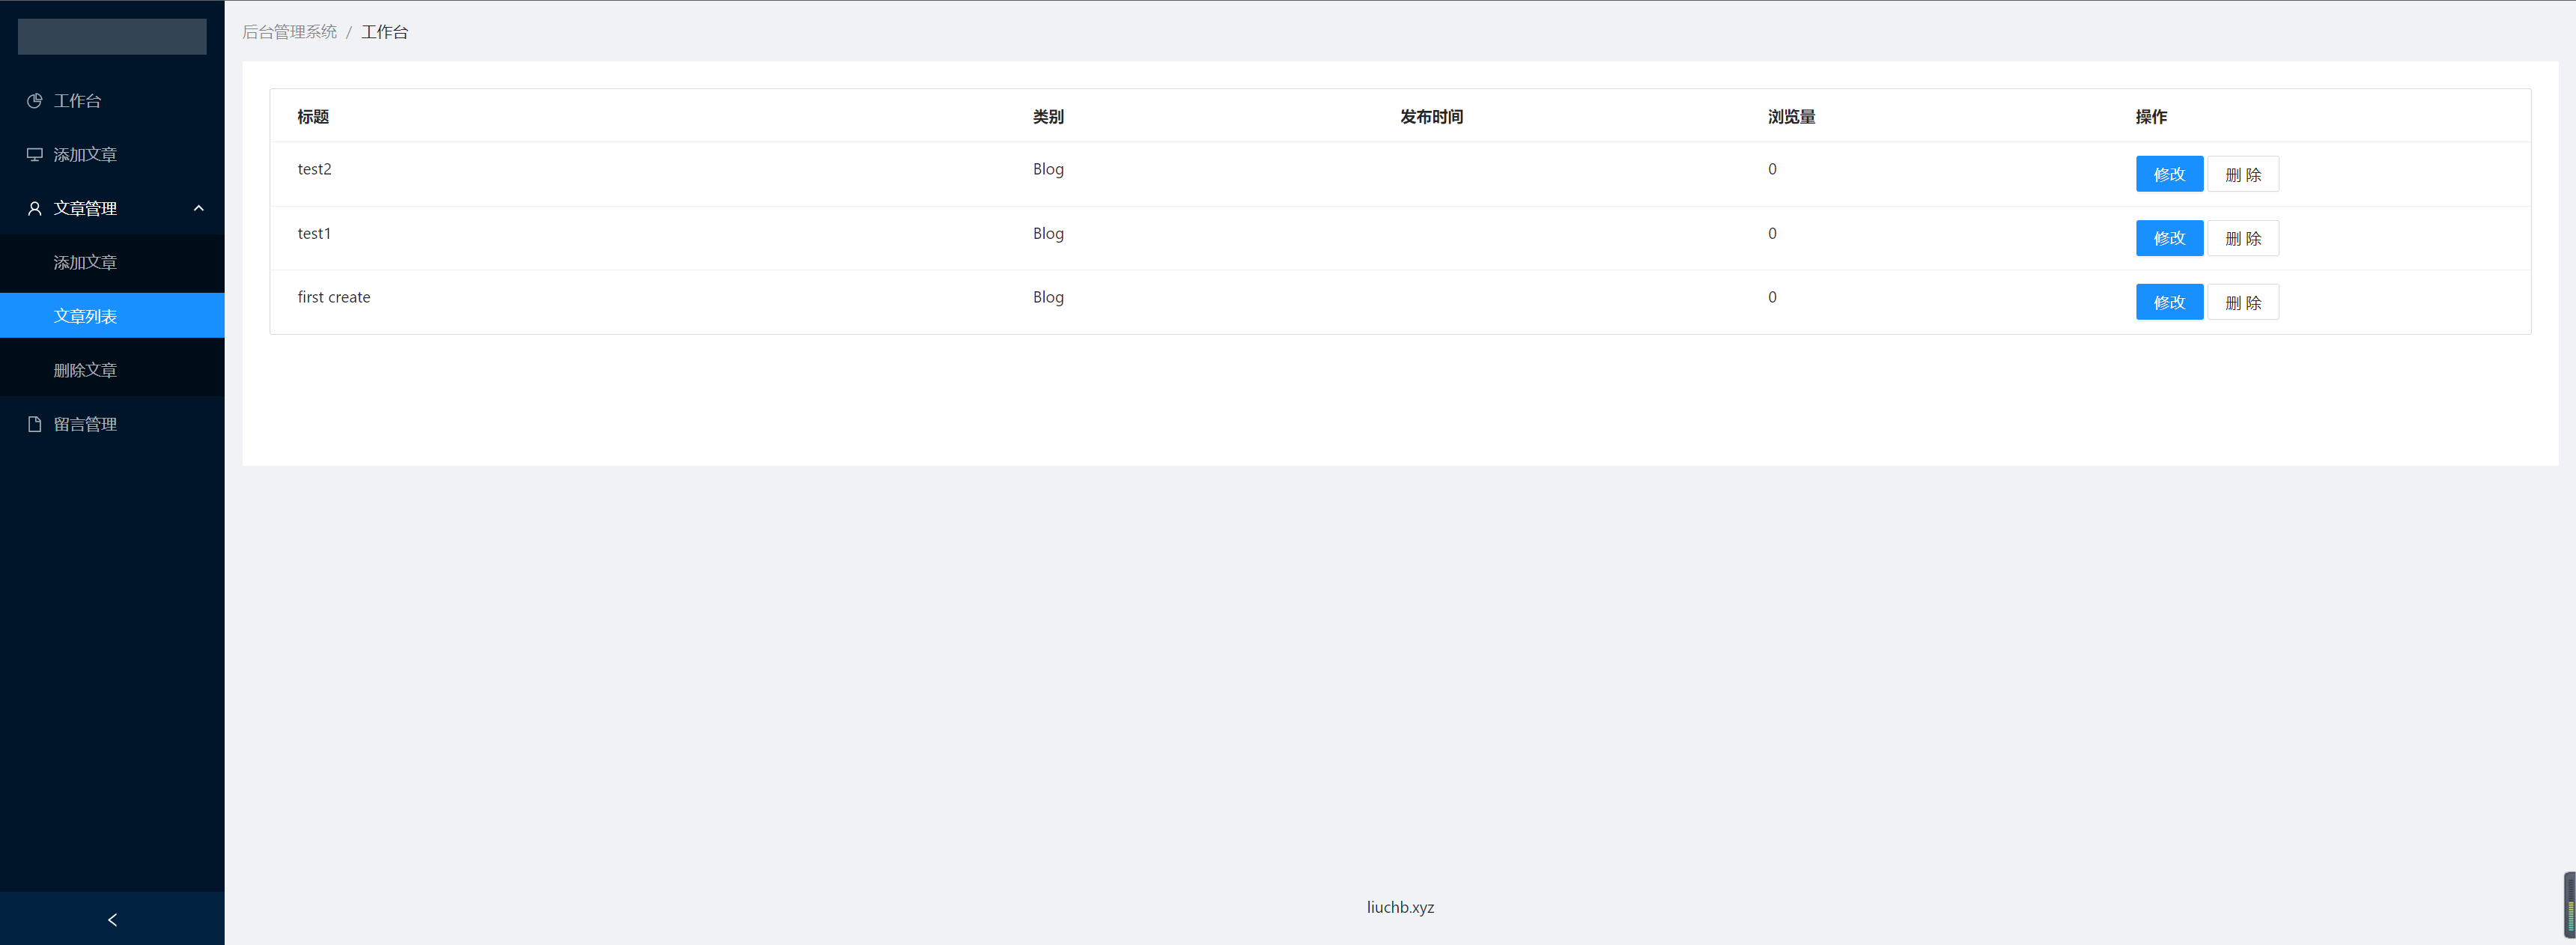 后台管理系统 / 工作台
工作台
添加文章
文章管理
添加文章
文章列表
删除文章
留言管理
标题 类别 发布时间 浏览量 操作
test2 Blog 0 修改 删 除
test1 Blog 0 修改 删 除
first create Blog 0 修改 删 除
liuchb.xyz